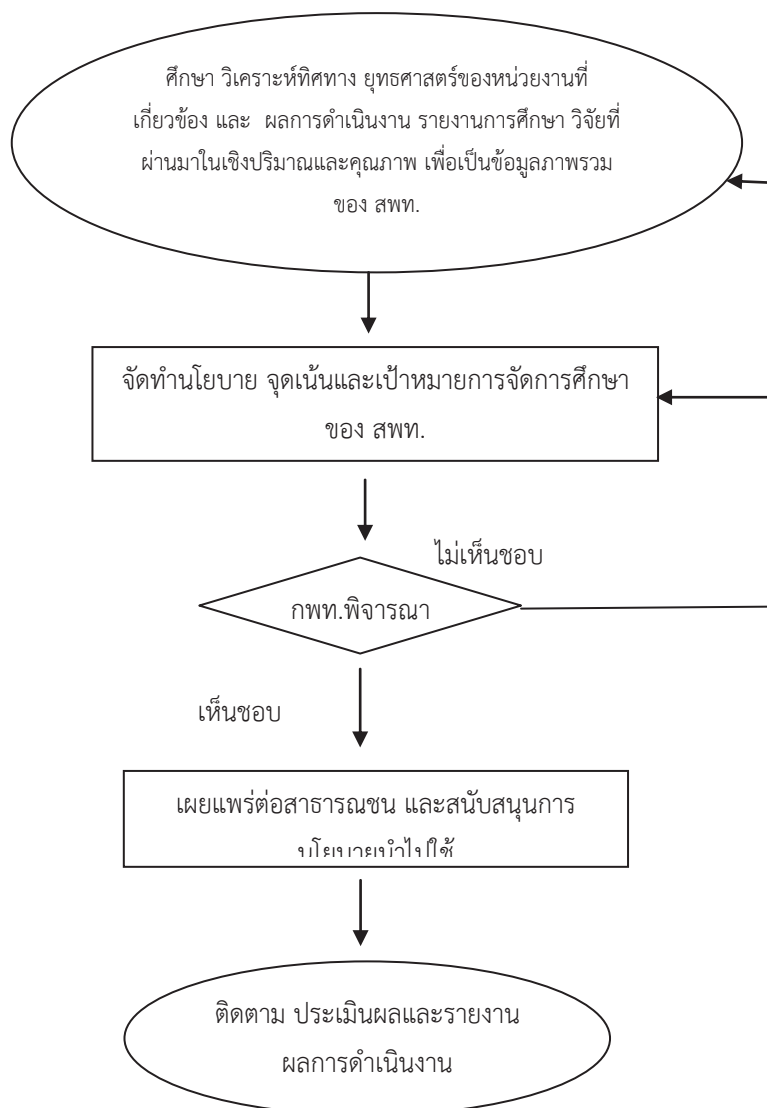 ศึกษา วิเคราะห์ทิศทาง ยุทธศาสตร์ของหน่วยงานที่
เกี่ยวข้อง และ ผลการดำเนินงาน รายงานการศึกษา วิจัยที่
ผ่านมาในเชิงปริมาณและคุณภาพ เพื่อเป็นข้อมูลภาพรวม
ของ สพท.
จัดทำนโยบาย จุดเน้นและเป้าหมายการจัดการศึกษา
ของ สพท.
ไม่เห็นชอบ
กพท.พิจารณา
เห็นชอบ
เผยแพร่ต่อสาธารณชน และสนับสนุนการ
นโยบายนำไปใช้
ติดตาม ประเมินผลและรายงาน
ผลการดำเนินงาน